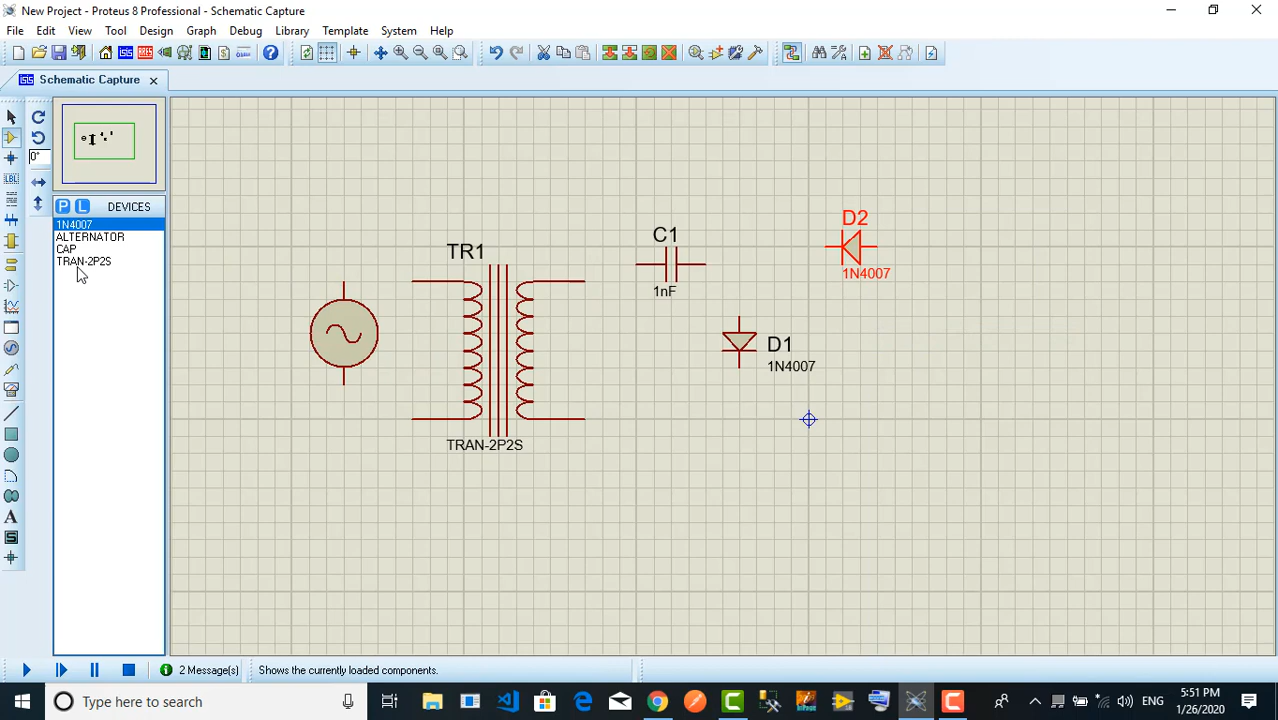 New Project - Proteus 8 Professional - Schematic Capture
File Edit View Tool Design Graph Debug Library Template System Help
Schematic Capture
0°
LBL
P L DEVICES
1N4007
ALTERNATOR
CAP
TRAN-2P2S
A
TR1
TRAN-2P2S
C1
1nF
D2
1N4007
D1
1N4007
2 Message(s) Shows the currently loaded components.
Type here to search
ENG
5:51 PM
1/26/2020